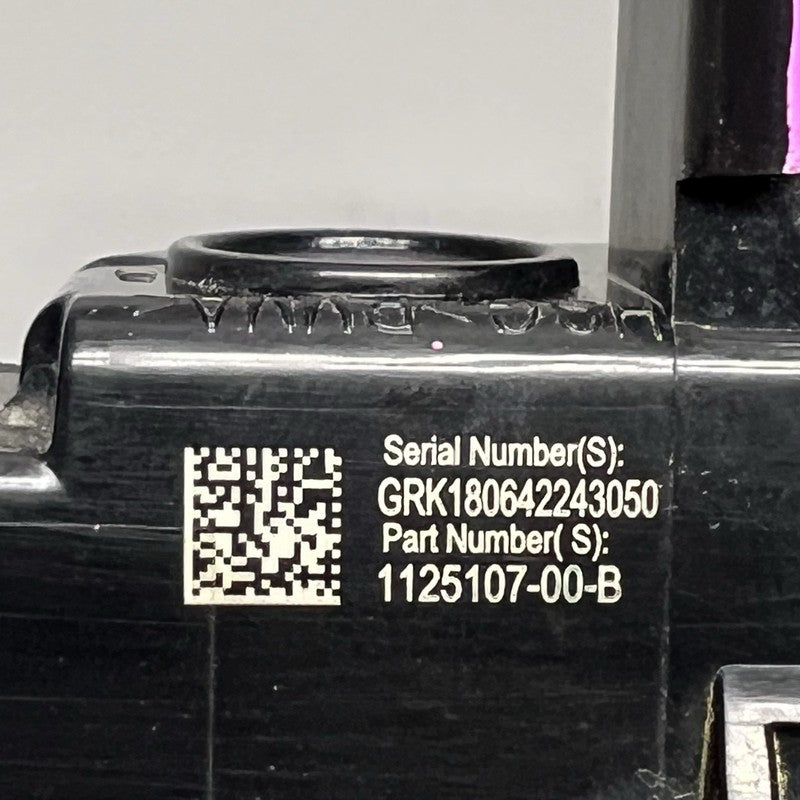 Serial Number(S):
GRK180642243050
Part Number( S):
1125107-00-B